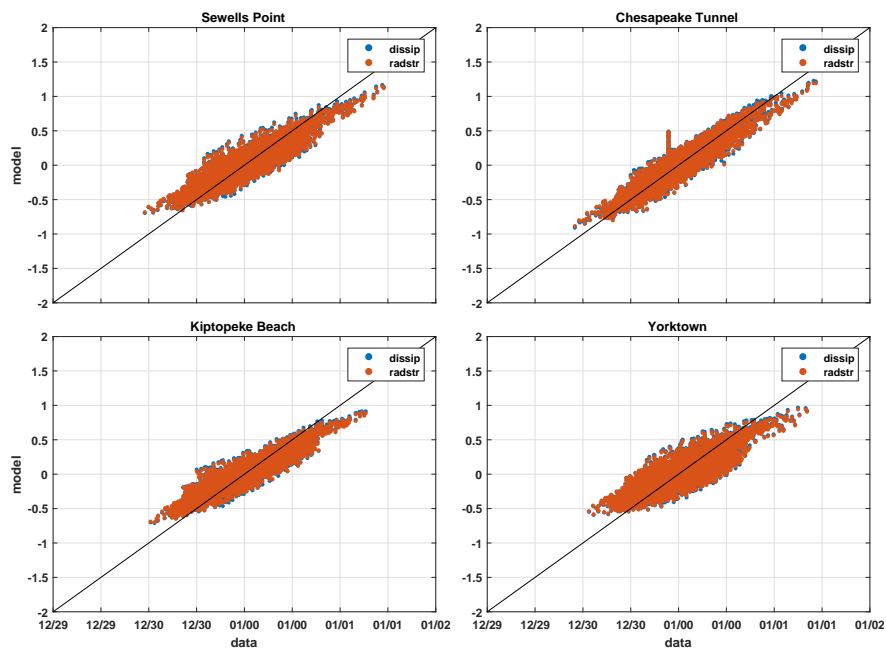 Sewells Point
Chesapeake Tunnel
2
1.5
1
0.5
0
-0.5
-1
-1.5
-2
model
dissip
radstr
2
1.5
1
0.5
0
-0.5
-1
-1.5
-2
dissip
radstr
Kiptopeke Beach
Yorktown
2
1.5
1
0.5
0
-0.5
-1
-1.5
-2
model
dissip
radstr
12/29 12/29 12/30 12/30 01/00 01/00 01/01 01/01 01/02
data
2
1.5
1
0.5
0
-0.5
-1
-1.5
-2
dissip
radstr
12/29 12/29 12/30 12/30 01/00 01/00 01/01 01/01 01/02
data